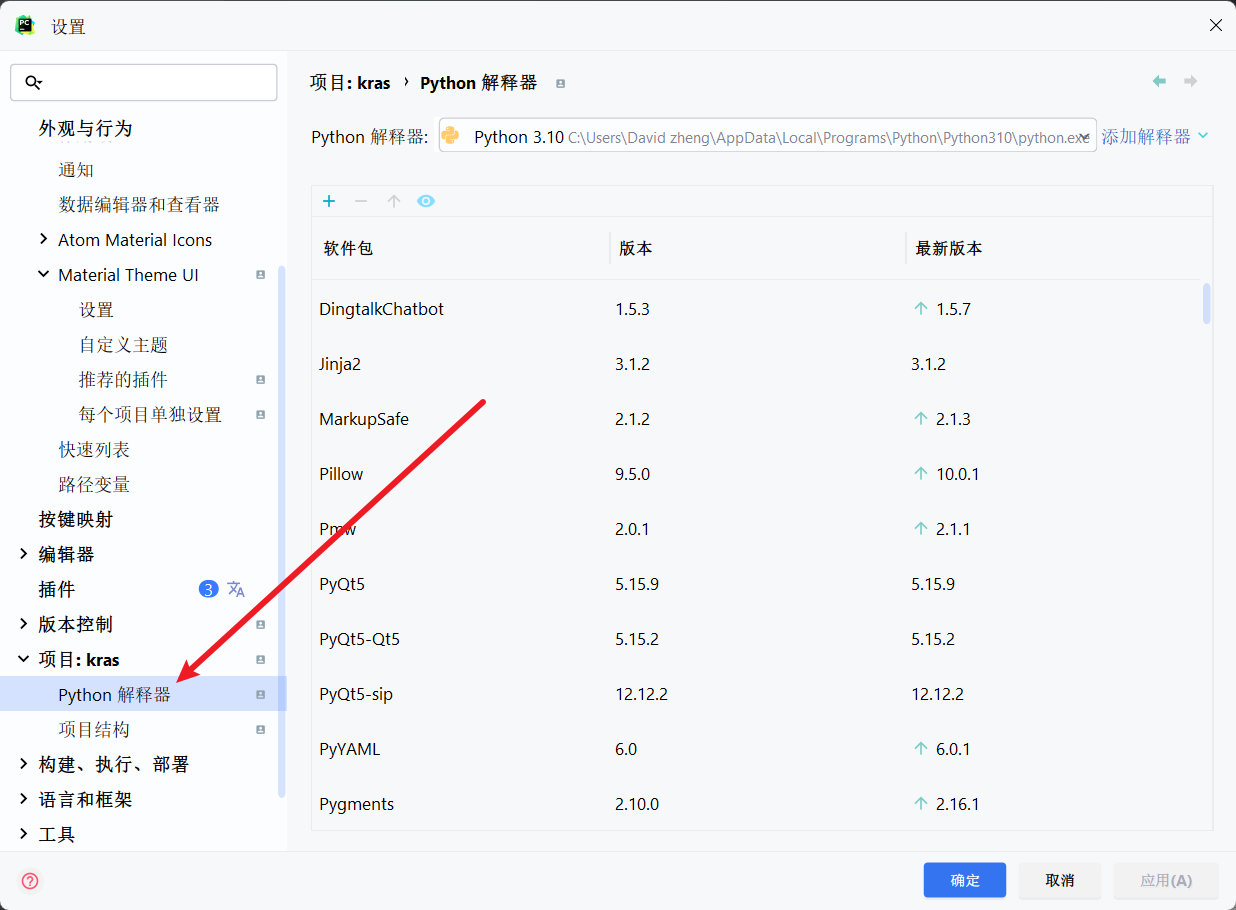 设置
外观与行为
通知
数据编辑器和查看器
Atom Material Icons
Material Theme UI
设置
自定义主题
推荐的插件
每个项目单独设置
快速列表
路径变量
按键映射
编辑器
插件 3
版本控制
项目: kras
Python 解释器
项目结构
构建、执行、部署
语言和框架
工具
项目: kras › Python 解释器
Python 解释器: Python 3.10 C:\Users\David zheng\AppData\Local\Programs\Python\Python310\python.exe 添加解释器
软件包 版本 最新版本
DingtalkChatbot 1.5.3 1.5.7
Jinja2 3.1.2 3.1.2
MarkupSafe 2.1.2 2.1.3
Pillow 9.5.0 10.0.1
Pmw 2.0.1 2.1.1
PyQt5 5.15.9 5.15.9
PyQt5-Qt5 5.15.2 5.15.2
PyQt5-sip 12.12.2 12.12.2
PyYAML 6.0 6.0.1
Pygments 2.10.0 2.16.1
确定 取消 应用(A)